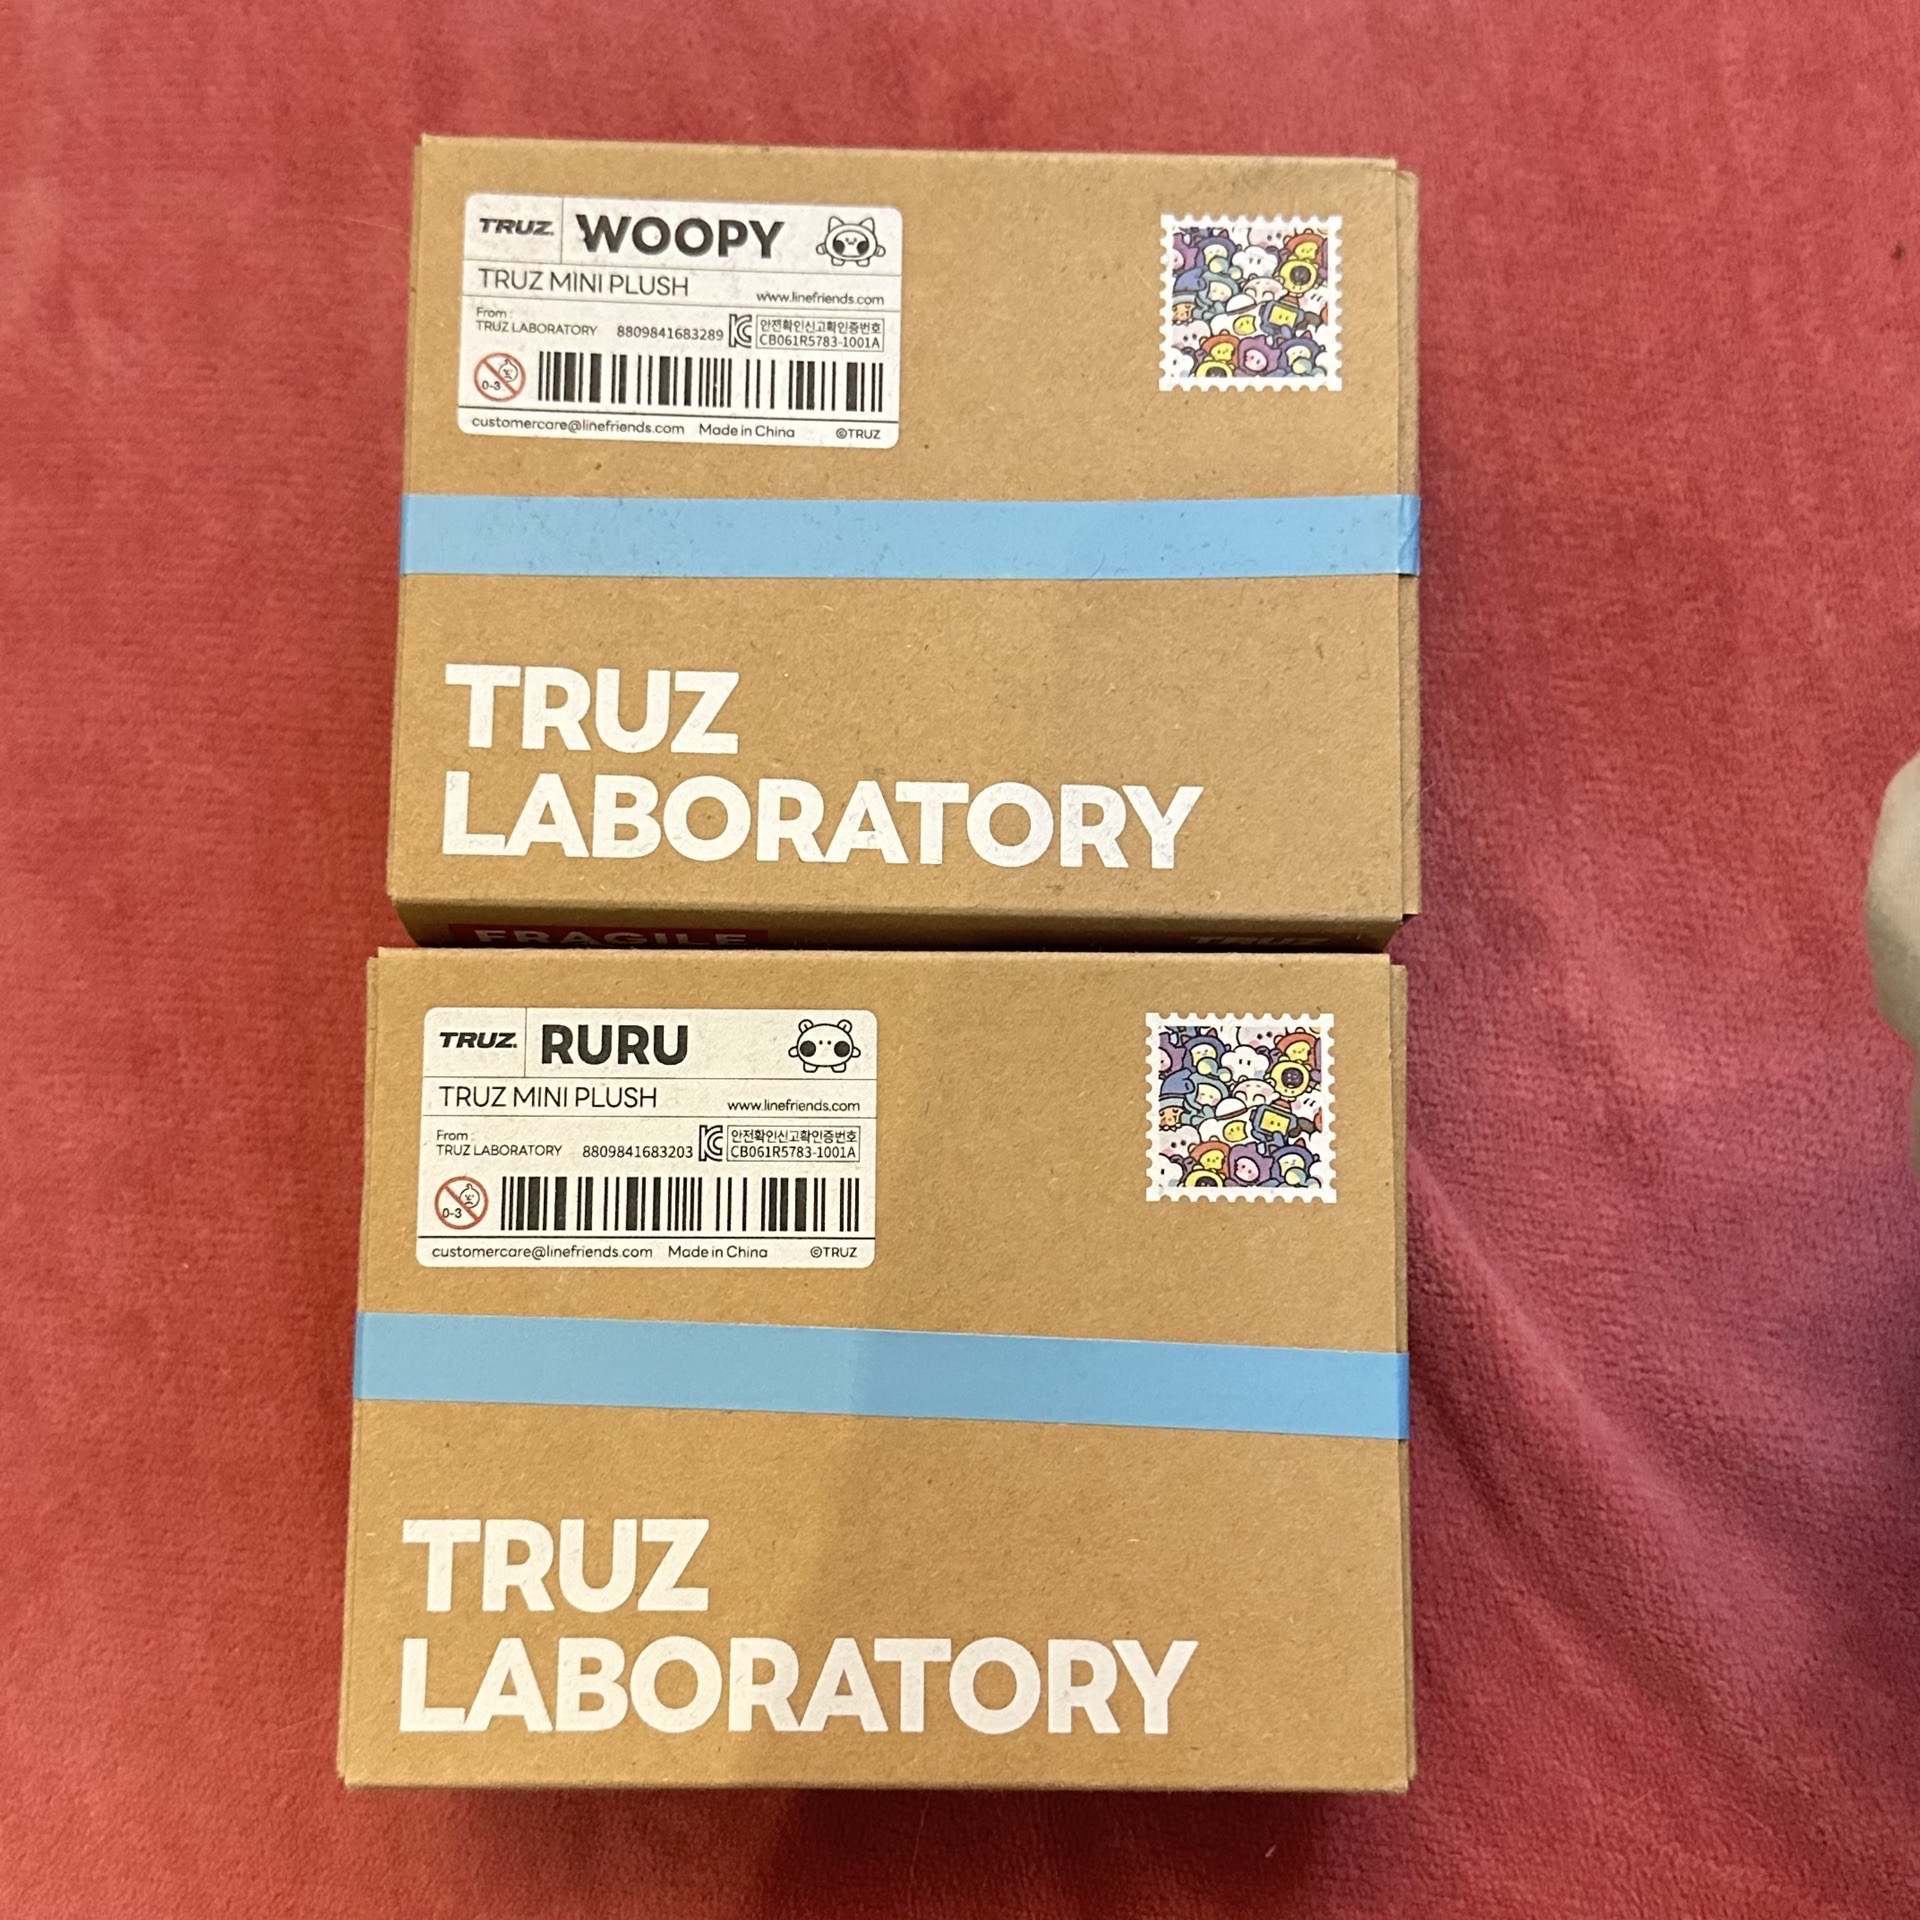 TRUZ. WOOPY
TRUZ MINI PLUSH
www.linefriends.com
From :
TRUZ LABORATORY 8809841683289 안전확인신고확인증번호
CB061R5783-1001A
0-3
customercare@linefriends.com Made in China ©TRUZ
TRUZ
LABORATORY
FRAGILE TRUZ
TRUZ. RURU
TRUZ MINI PLUSH
www.linefriends.com
From :
TRUZ LABORATORY 8809841683203 안전확인신고확인증번호
CB061R5783-1001A
0-3
customercare@linefriends.com Made in China ©TRUZ
TRUZ
LABORATORY